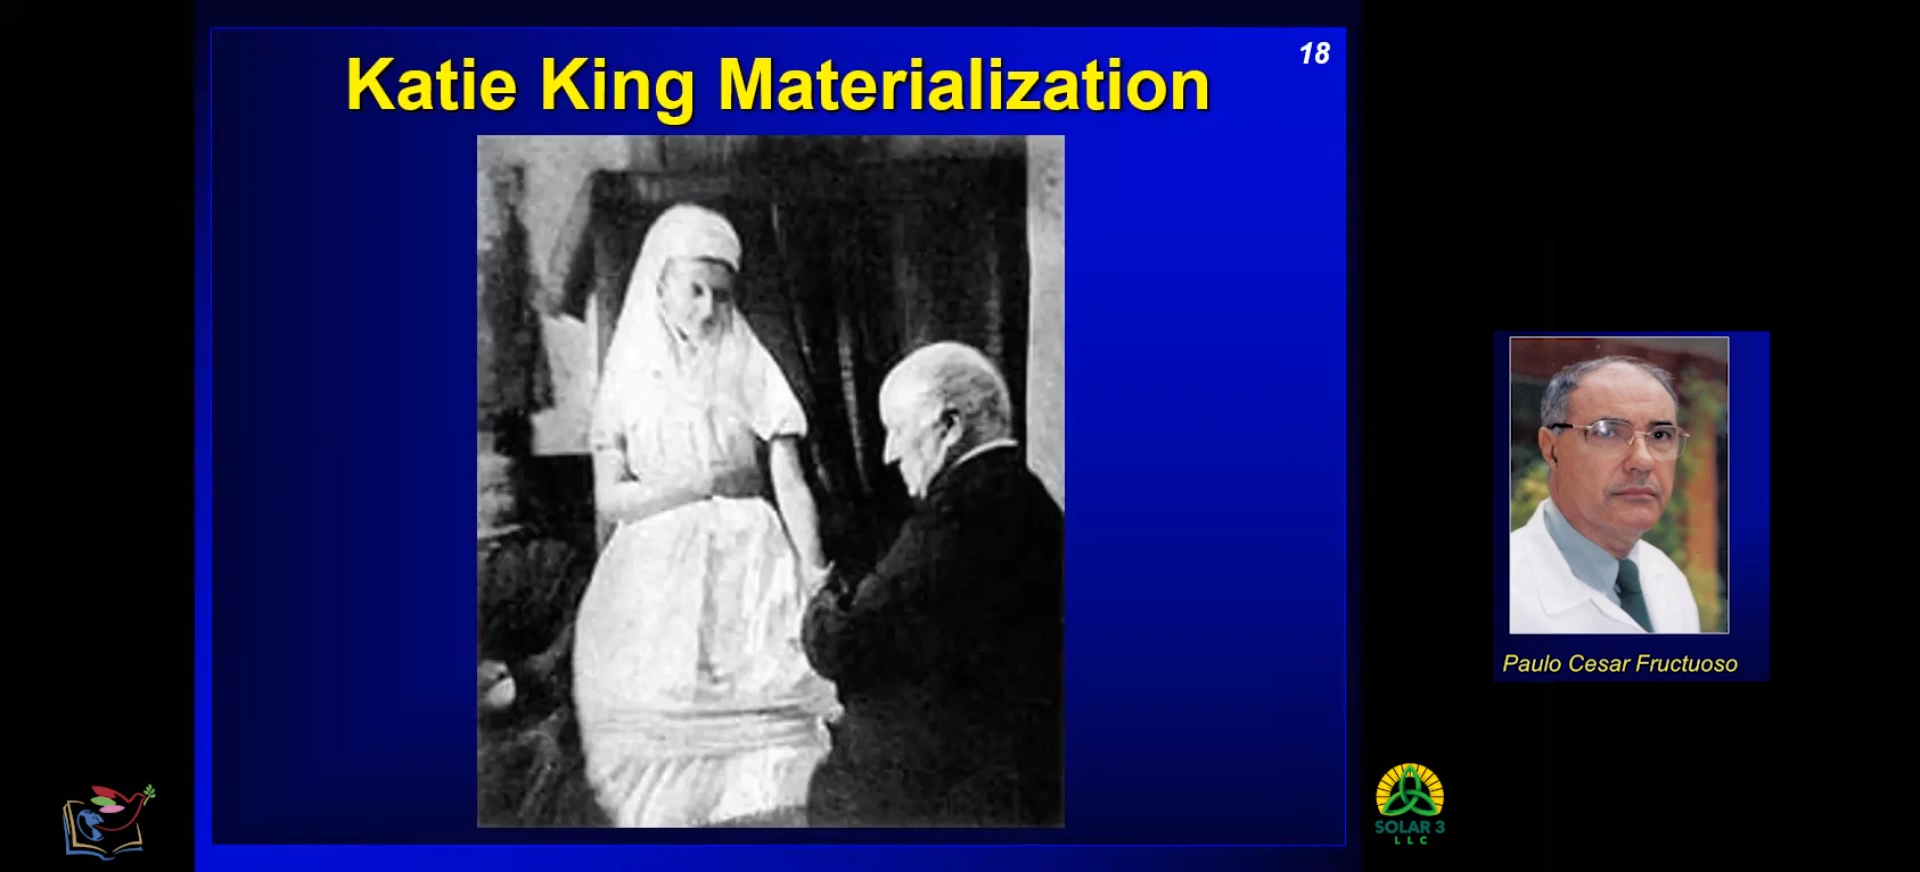 Katie King Materialization
18
Paulo Cesar Fructuoso
SOLAR 3
LLC